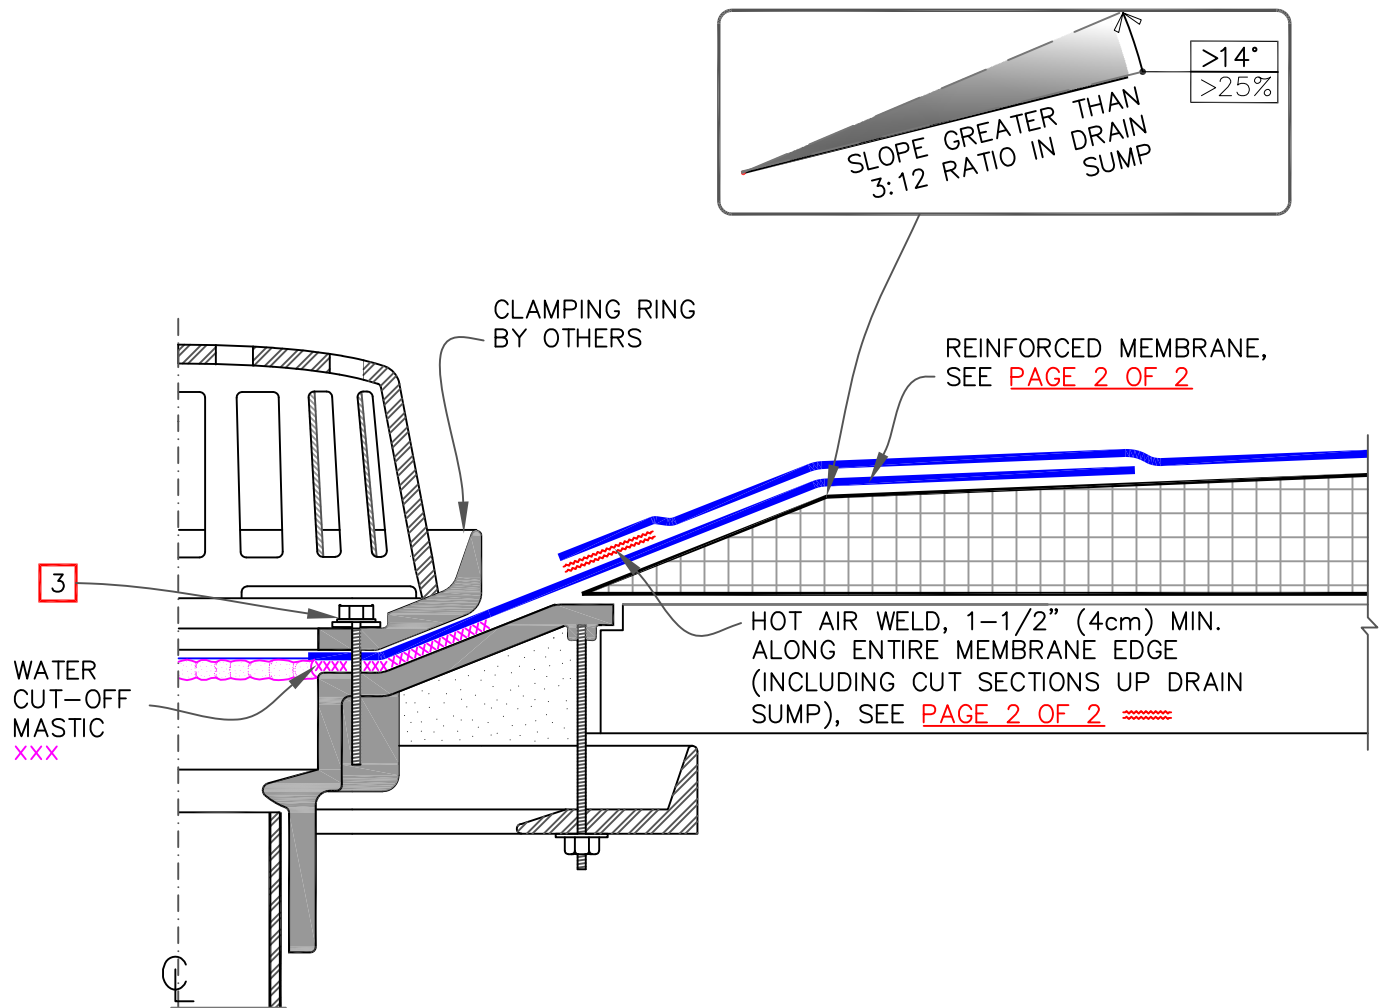 >14°
>25%
SLOPE GREATER THAN
3:12 RATIO IN DRAIN
SUMP
CLAMPING RING
BY OTHERS
REINFORCED MEMBRANE,
SEE PAGE 2 OF 2
3
HOT AIR WELD, 1-1/2" (4cm) MIN.
ALONG ENTIRE MEMBRANE EDGE
(INCLUDING CUT SECTIONS UP DRAIN
SUMP), SEE PAGE 2 OF 2
WATER
CUT-OFF
MASTIC
XXX
℄